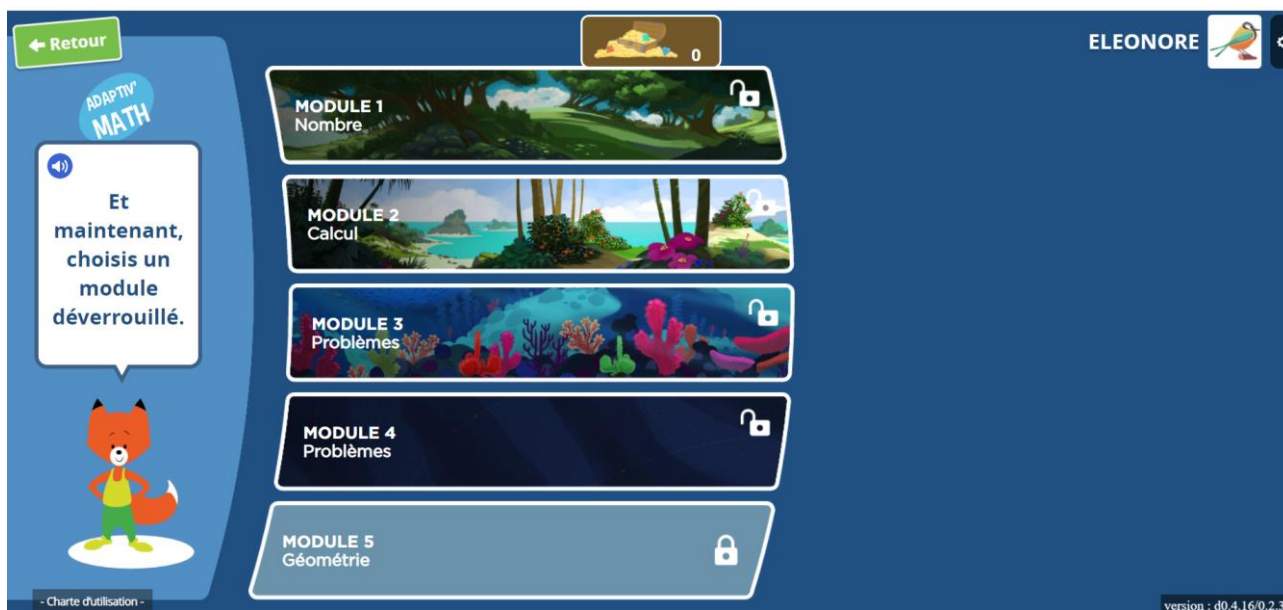 Retour
0
ELEONORE
ADAPTIV'
MATH
Et
maintenant,
choisis un
module
déverrouillé.
MODULE 1
Nombre
MODULE 2
Calcul
MODULE 3
Problèmes
MODULE 4
Problèmes
MODULE 5
Géométrie
- Charte d'utilisation -
version : d0.4.16/0.2.